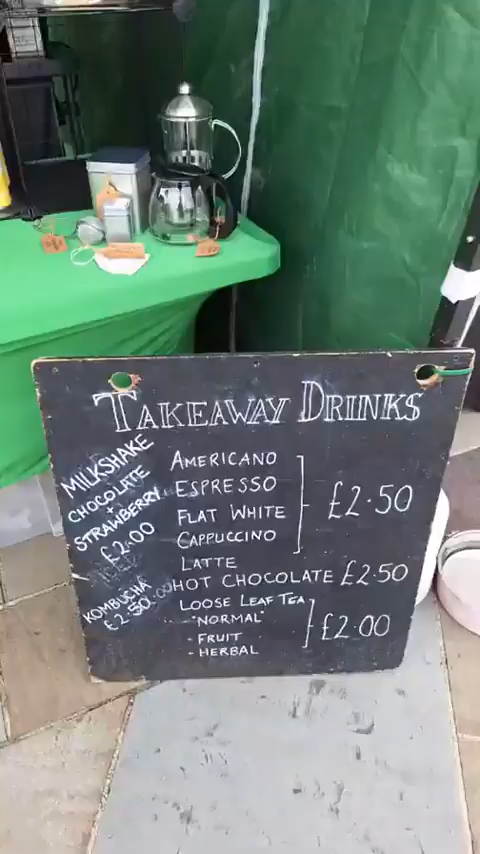 TAKEAWAY DRINKS
MILKSHAKE
CHOCOLATE
+
STRAWBERRY
£2.00
KOMBUCHA
£2.50
AMERICANO
ESPRESSO
FLAT WHITE
CAPPUCCINO
£2.50
LATTE
HOT CHOCOLATE £2.50
LOOSE LEAF TEA
- "NORMAL"
- FRUIT
- HERBAL
£2.00